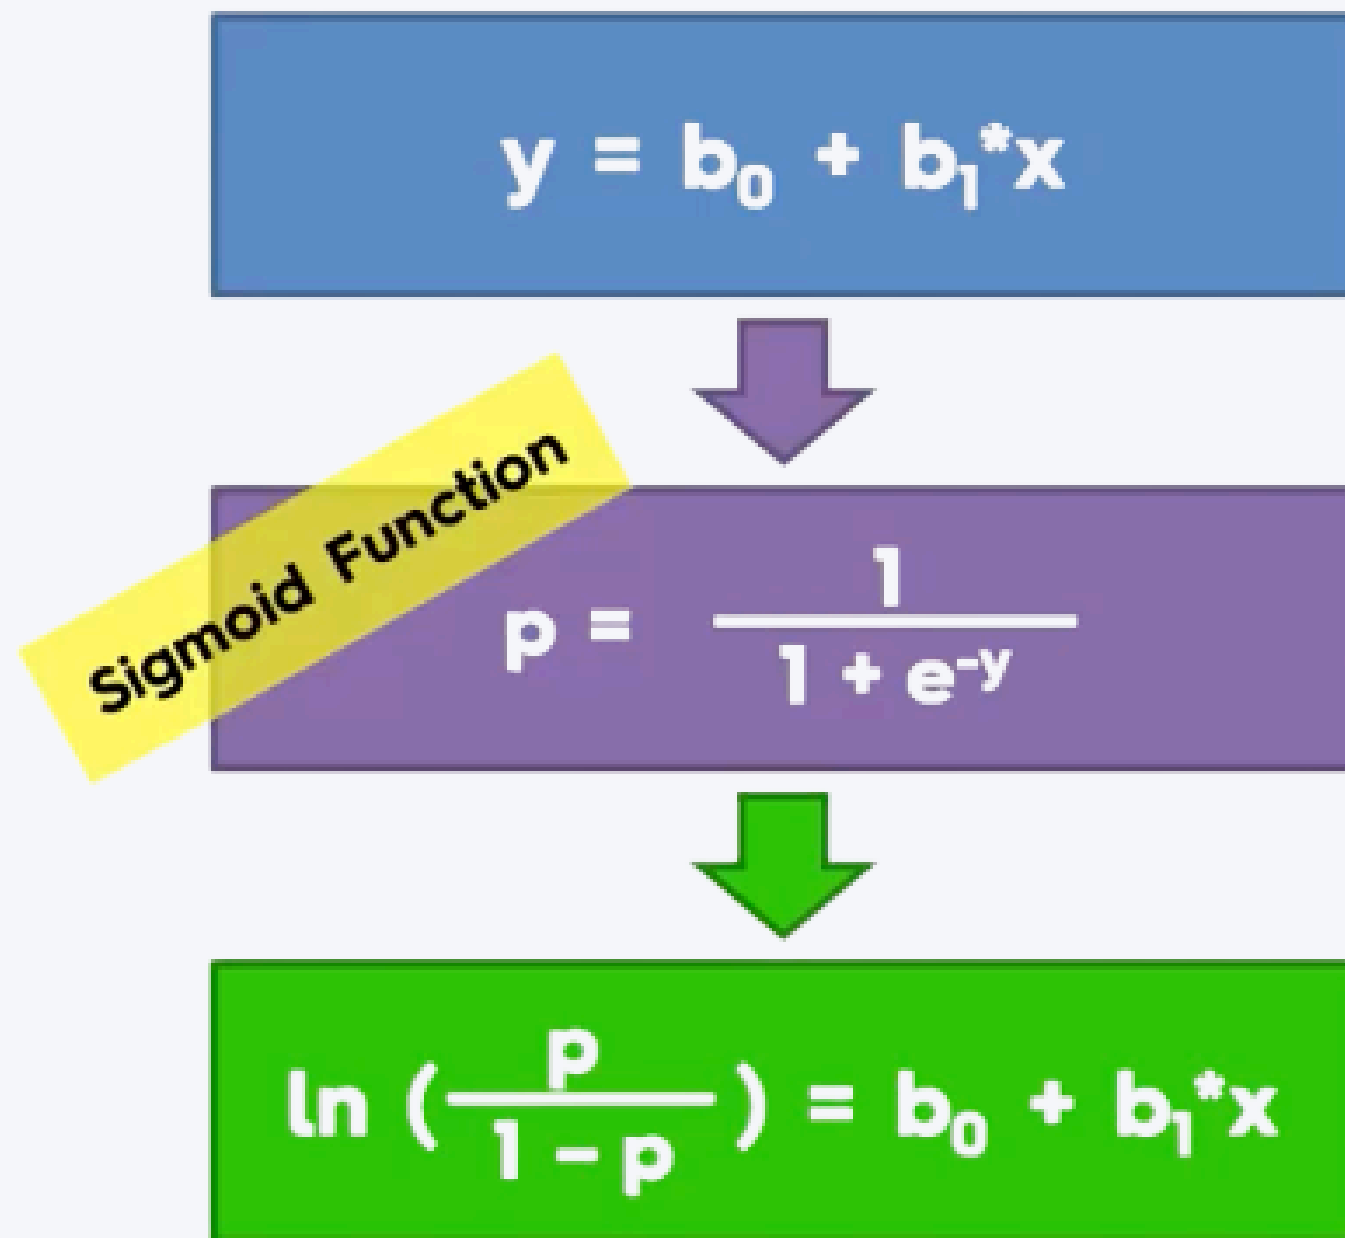 y = b₀ + b₁*x
Sigmoid Function
p = 1 / 1 + e⁻ʸ
ln ( p / 1 - p ) = b₀ + b₁*x